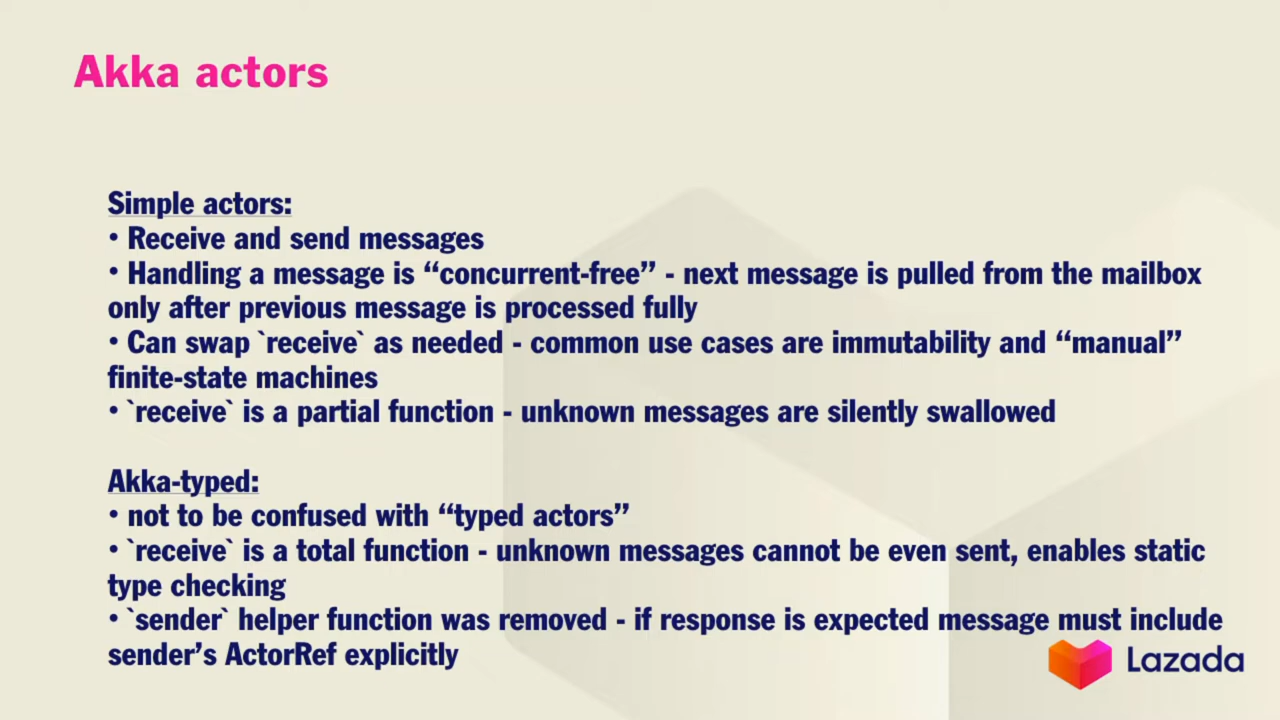 Akka actors
Simple actors:
• Receive and send messages
• Handling a message is “concurrent-free” - next message is pulled from the mailbox
only after previous message is processed fully
• Can swap `receive` as needed - common use cases are immutability and “manual”
finite-state machines
• `receive` is a partial function - unknown messages are silently swallowed
Akka-typed:
• not to be confused with “typed actors”
• `receive` is a total function - unknown messages cannot be even sent, enables static
type checking
• `sender` helper function was removed - if response is expected message must include
sender’s ActorRef explicitly
Lazada